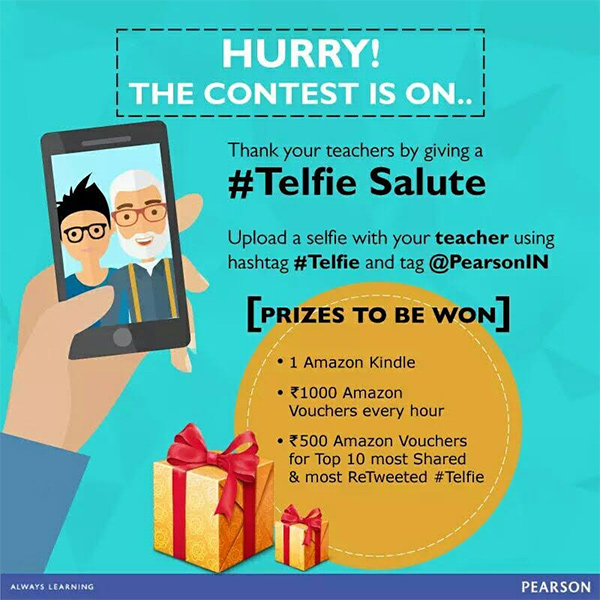 HURRY!
THE CONTEST IS ON..
Thank your teachers by giving a
#Telfie Salute
Upload a selfie with your teacher using
hashtag #Telfie and tag @PearsonIN
[PRIZES TO BE WON]
• 1 Amazon Kindle
• ₹1000 Amazon
Vouchers every hour
• ₹500 Amazon Vouchers
for Top 10 most Shared
& most ReTweeted #Telfie
ALWAYS LEARNING
PEARSON